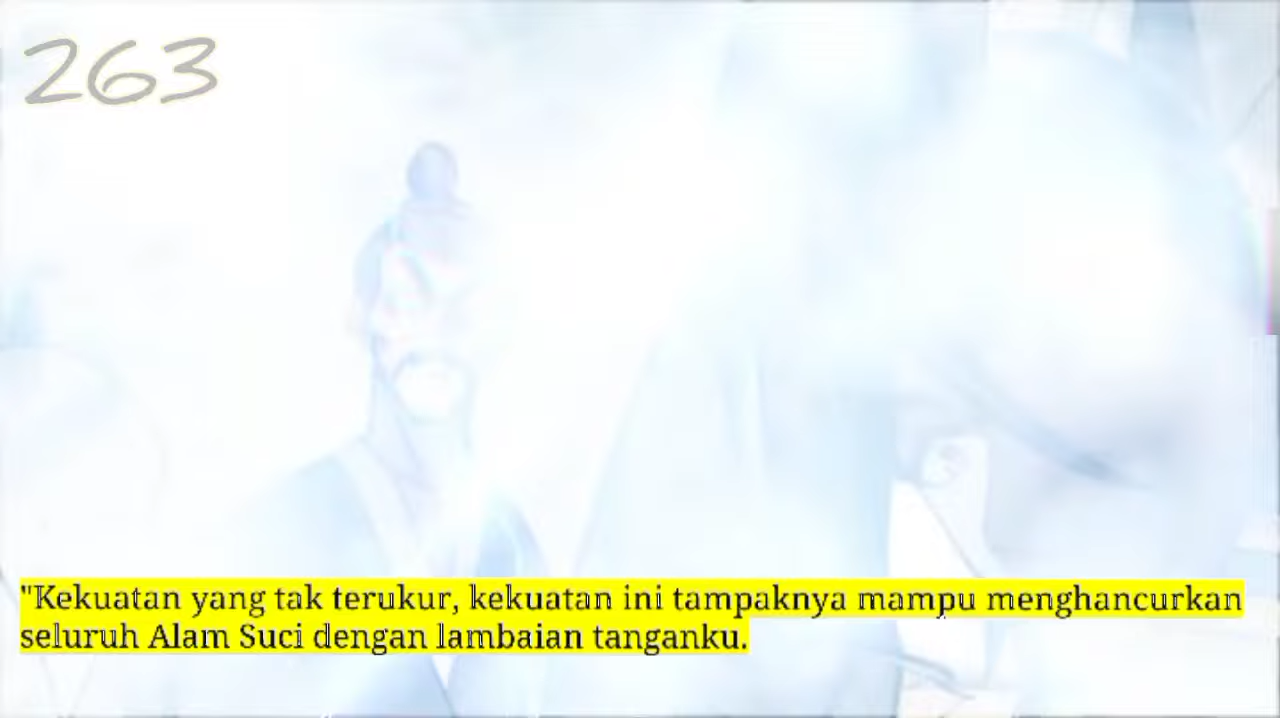 263
"Kekuatan yang tak terukur, kekuatan ini tampaknya mampu menghancurkan
seluruh Alam Suci dengan lambaian tanganku.